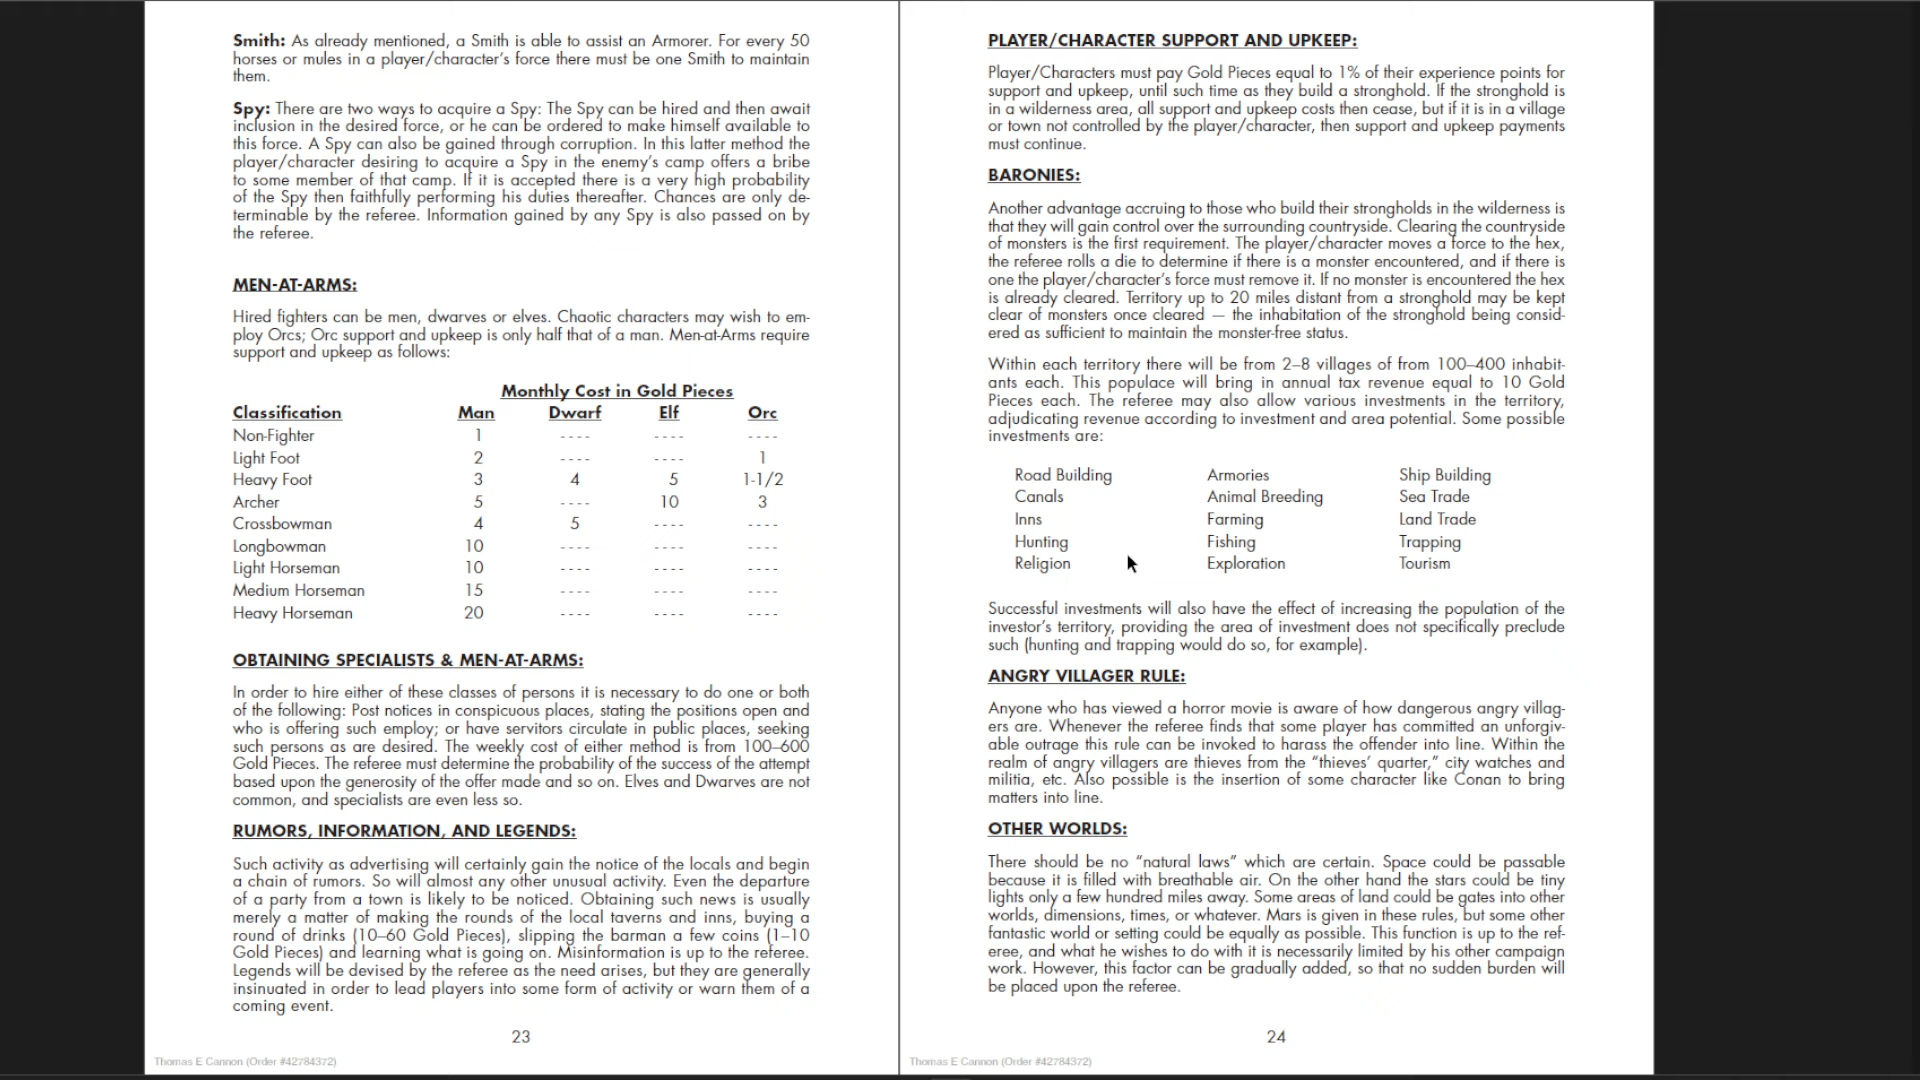 Smith: As already mentioned, a Smith is able to assist an Armorer. For every 50
horses or mules in a player/character's force there must be one Smith to maintain
them.
Spy: There are two ways to acquire a Spy: The Spy can be hired and then await
inclusion in the desired force, or he can be ordered to make himself available to
this force. A Spy can also be gained through corruption. In this latter method the
player/character desiring to acquire a Spy in the enemy's camp offers a bribe
to some member of that camp. If it is accepted there is a very high probability
of the Spy then faithfully performing his duties thereafter. Chances are only de-
terminable by the referee. Information gained by any Spy is also passed on by
the referee.
MEN-AT-ARMS:
Hired fighters can be men, dwarves or elves. Chaotic characters may wish to em-
ploy Orcs; Orc support and upkeep is only half that of a man. Men-at-Arms require
support and upkeep as follows:
Monthly Cost in Gold Pieces
Classification Man Dwarf Elf Orc
Non-Fighter 1 ---- ---- ----
Light Foot 2 ---- ---- 1
Heavy Foot 3 4 5 1-1/2
Archer 5 ---- 10 3
Crossbowman 4 5 ---- ----
Longbowman 10 ---- ---- ----
Light Horseman 10 ---- ---- ----
Medium Horseman 15 ---- ---- ----
Heavy Horseman 20 ---- ---- ----
OBTAINING SPECIALISTS & MEN-AT-ARMS:
In order to hire either of these classes of persons it is necessary to do one or both
of the following: Post notices in conspicuous places, stating the positions open and
who is offering such employ; or have servitors circulate in public places, seeking
such persons as are desired. The weekly cost of either method is from 100–600
Gold Pieces. The referee must determine the probability of the success of the attempt
based upon the generosity of the offer made and so on. Elves and Dwarves are not
common, and specialists are even less so.
RUMORS, INFORMATION, AND LEGENDS:
Such activity as advertising will certainly gain the notice of the locals and begin
a chain of rumors. So will almost any other unusual activity. Even the departure
of a party from a town is likely to be noticed. Obtaining such news is usually
merely a matter of making the rounds of the local taverns and inns, buying a
round of drinks (10–60 Gold Pieces), slipping the barman a few coins (1–10
Gold Pieces) and learning what is going on. Misinformation is up to the referee.
Legends will be devised by the referee as the need arises, but they are generally
insinuated in order to lead players into some form of activity or warn them of a
coming event.
23
Thomas E Cannon (Order #42784372)
PLAYER/CHARACTER SUPPORT AND UPKEEP:
Player/Characters must pay Gold Pieces equal to 1% of their experience points for
support and upkeep, until such time as they build a stronghold. If the stronghold is
in a wilderness area, all support and upkeep costs then cease, but if it is in a village
or town not controlled by the player/character, then support and upkeep payments
must continue.
BARONIES:
Another advantage accruing to those who build their strongholds in the wilderness is
that they will gain control over the surrounding countryside. Clearing the countryside
of monsters is the first requirement. The player/character moves a force to the hex,
the referee rolls a die to determine if there is a monster encountered, and if there is
one the player/character's force must remove it. If no monster is encountered the hex
is already cleared. Territory up to 20 miles distant from a stronghold may be kept
clear of monsters once cleared — the inhabitation of the stronghold being consid-
ered as sufficient to maintain the monster-free status.
Within each territory there will be from 2–8 villages of from 100–400 inhabit-
ants each. This populace will bring in annual tax revenue equal to 10 Gold
Pieces each. The referee may also allow various investments in the territory,
adjudicating revenue according to investment and area potential. Some possible
investments are:
Road Building Armories Ship Building
Canals Animal Breeding Sea Trade
Inns Farming Land Trade
Hunting Fishing Trapping
Religion Exploration Tourism
Successful investments will also have the effect of increasing the population of the
investor's territory, providing the area of investment does not specifically preclude
such (hunting and trapping would do so, for example).
ANGRY VILLAGER RULE:
Anyone who has viewed a horror movie is aware of how dangerous angry villag-
ers are. Whenever the referee finds that some player has committed an unforgiv-
able outrage this rule can be invoked to harass the offender into line. Within the
realm of angry villagers are thieves from the "thieves' quarter," city watches and
militia, etc. Also possible is the insertion of some character like Conan to bring
matters into line.
OTHER WORLDS:
There should be no "natural laws" which are certain. Space could be passable
because it is filled with breathable air. On the other hand the stars could be tiny
lights only a few hundred miles away. Some areas of land could be gates into other
worlds, dimensions, times, or whatever. Mars is given in these rules, but some other
fantastic world or setting could be equally as possible. This function is up to the ref-
eree, and what he wishes to do with it is necessarily limited by his other campaign
work. However, this factor can be gradually added, so that no sudden burden will
be placed upon the referee.
24
Thomas E Cannon (Order #42784372)